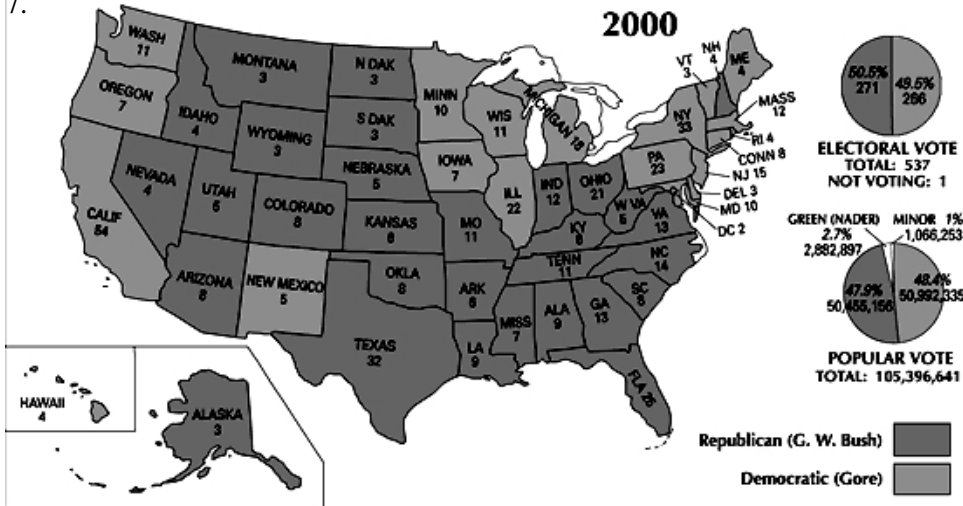 7.
2000
WASH
11
OREGON
7
CALIF
54
NEVADA
4
IDAHO
4
MONTANA
3
WYOMING
3
UTAH
5
COLORADO
8
ARIZONA
8
NEW MEXICO
5
N DAK
3
S DAK
3
NEBRASKA
5
KANSAS
6
OKLA
8
TEXAS
32
MINN
10
IOWA
7
MO
11
ARK
6
LA
9
WIS
11
ILL
22
MICHIGAN 18
IND
12
OHIO
21
KY
8
TENN
11
MISS
7
ALA
9
GA
13
FLA 25
SC
8
NC
14
VA
13
W VA
5
PA
23
NY
33
VT
3
NH
4
ME
4
MASS
12
RI 4
CONN 8
NJ 15
DEL 3
MD 10
DC 2
HAWAII
4
ALASKA
3
50.5%
271
49.5%
266
ELECTORAL VOTE
TOTAL: 537
NOT VOTING: 1
GREEN (NADER)
2.7%
2,882,897
MINOR 1%
1,066,253
47.9%
50,455,156
48.4%
50,992,335
POPULAR VOTE
TOTAL: 105,396,641
Republican (G. W. Bush)
Democratic (Gore)